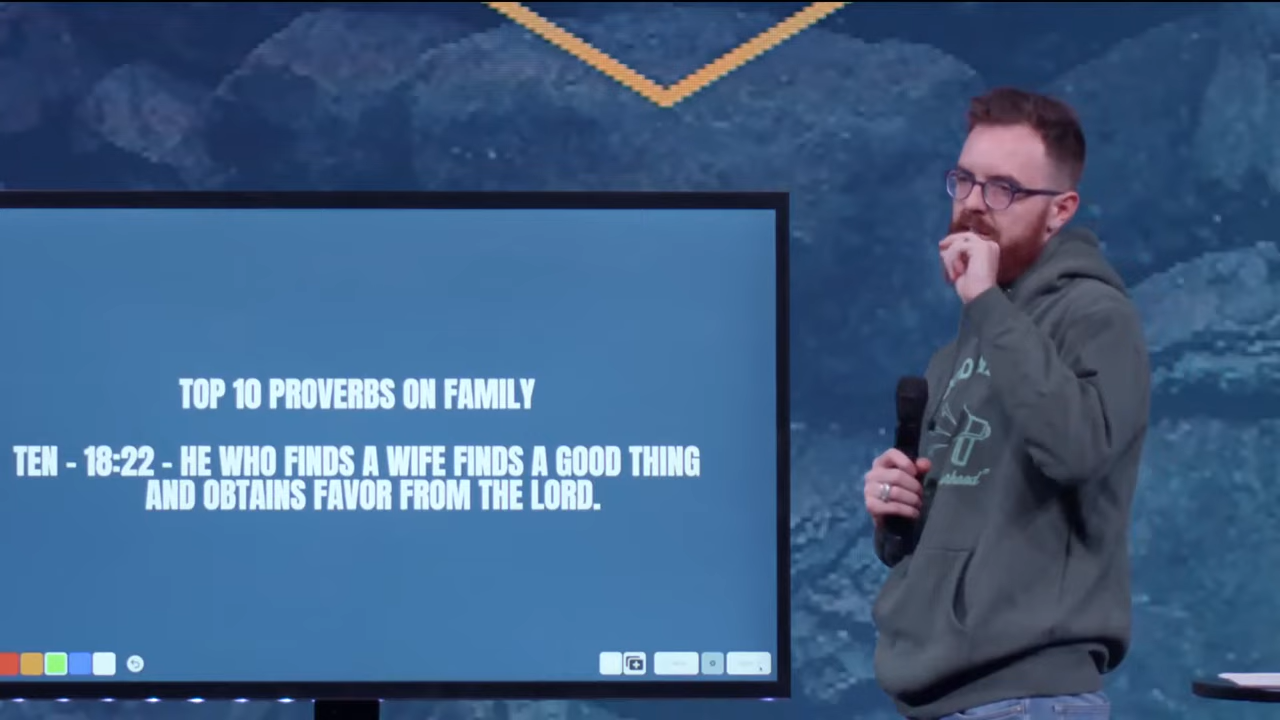 TOP 10 PROVERBS ON FAMILY
TEN - 18:22 - HE WHO FINDS A WIFE FINDS A GOOD THING
AND OBTAINS FAVOR FROM THE LORD.